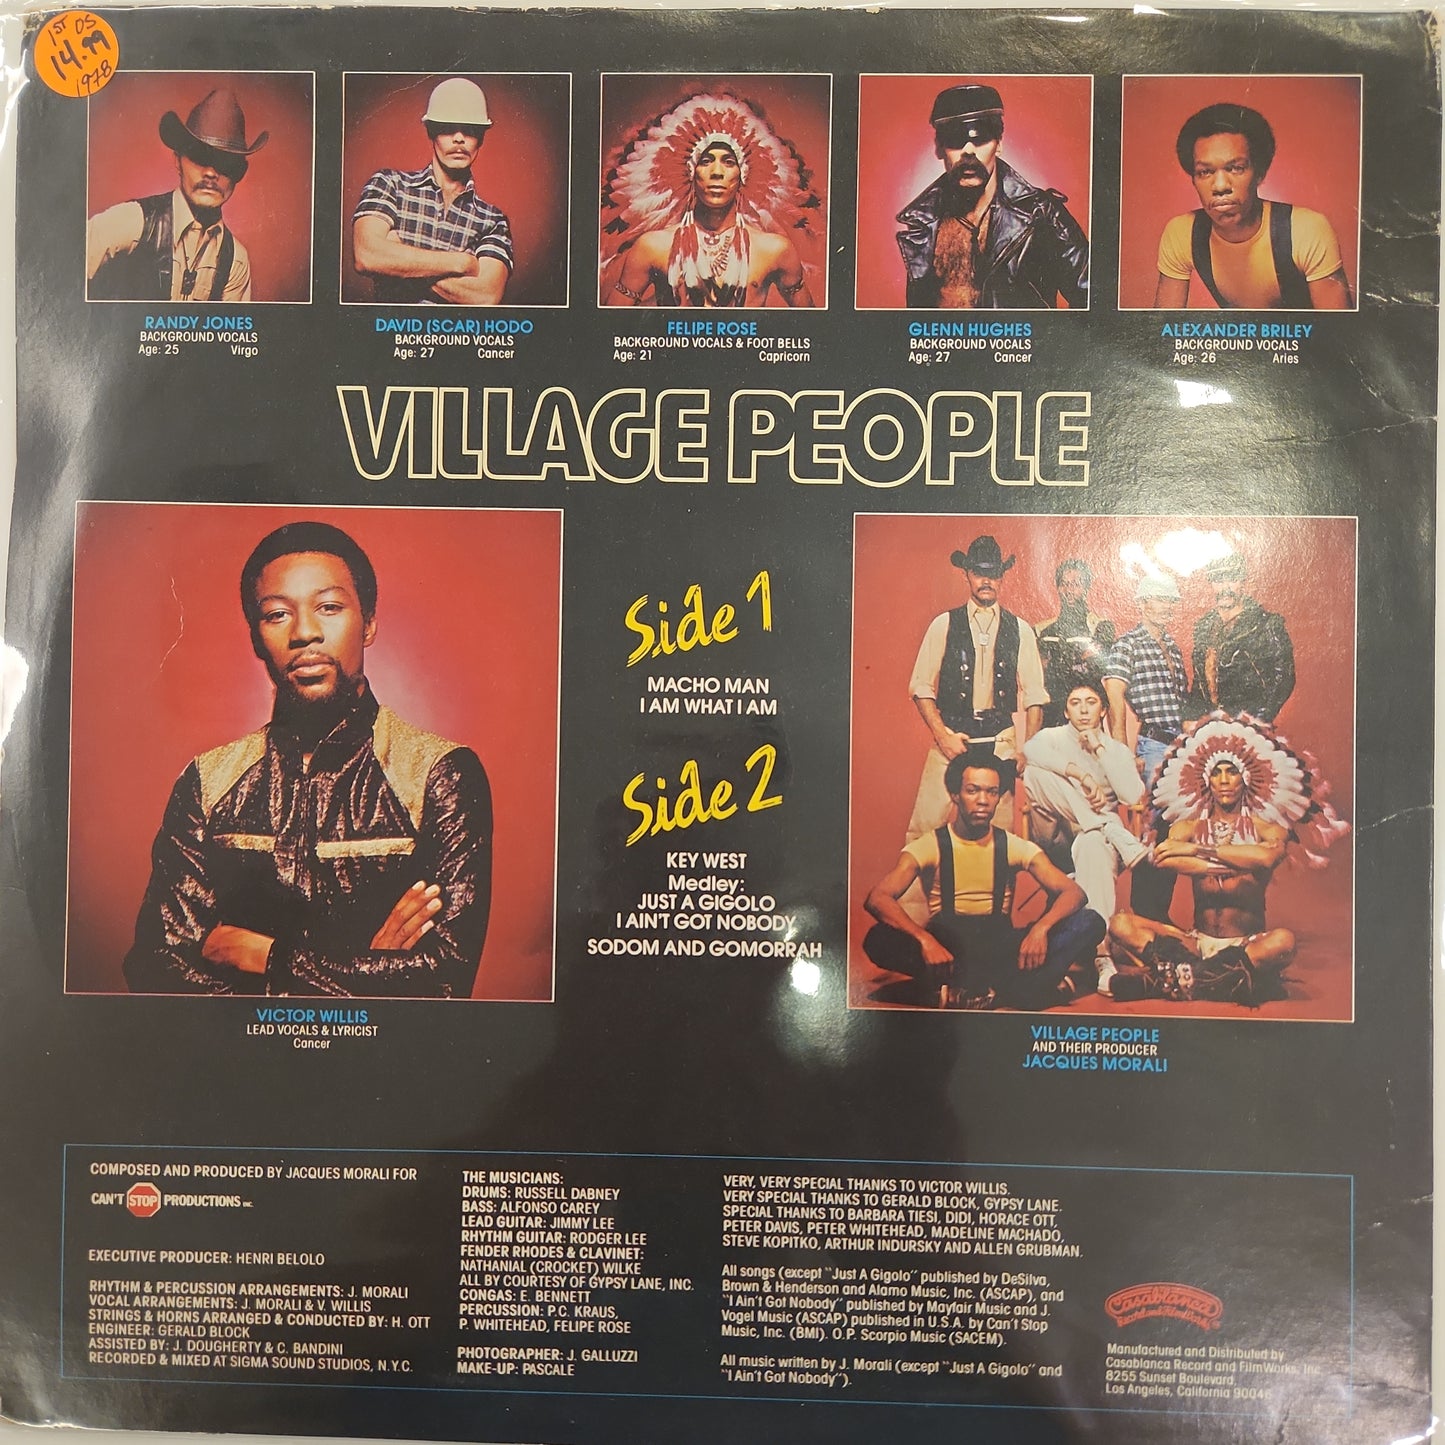 1ST OS
14.99
1978
RANDY JONES
BACKGROUND VOCALS
Age: 25 Virgo
DAVID (SCAR) HODO
BACKGROUND VOCALS
Age: 27 Cancer
FELIPE ROSE
BACKGROUND VOCALS & FOOT BELLS
Age: 21 Capricorn
GLENN HUGHES
BACKGROUND VOCALS
Age: 27 Cancer
ALEXANDER BRILEY
BACKGROUND VOCALS
Age: 26 Aries
VILLAGE PEOPLE
Side 1
MACHO MAN
I AM WHAT I AM
Side 2
KEY WEST
Medley:
JUST A GIGOLO
I AIN'T GOT NOBODY
SODOM AND GOMORRAH
VICTOR WILLIS
LEAD VOCALS & LYRICIST
Cancer
VILLAGE PEOPLE
AND THEIR PRODUCER
JACQUES MORALI
COMPOSED AND PRODUCED BY JACQUES MORALI FOR
CAN'T STOP PRODUCTIONS INC.
EXECUTIVE PRODUCER: HENRI BELOLO
RHYTHM & PERCUSSION ARRANGEMENTS: J. MORALI
VOCAL ARRANGEMENTS: J. MORALI & V. WILLIS
STRINGS & HORNS ARRANGED & CONDUCTED BY: H. OTT
ENGINEER: GERALD BLOCK
ASSISTED BY: J. DOUGHERTY & C. BANDINI
RECORDED & MIXED AT SIGMA SOUND STUDIOS, N.Y.C.
THE MUSICIANS:
DRUMS: RUSSELL DABNEY
BASS: ALFONSO CAREY
LEAD GUITAR: JIMMY LEE
RHYTHM GUITAR: RODGER LEE
FENDER RHODES & CLAVINET:
NATHANIAL (CROCKET) WILKE
ALL BY COURTESY OF GYPSY LANE, INC.
CONGAS: E. BENNETT
PERCUSSION: P.C. KRAUS,
P. WHITEHEAD, FELIPE ROSE
PHOTOGRAPHER: J. GALLUZZI
MAKE-UP: PASCALE
VERY, VERY SPECIAL THANKS TO VICTOR WILLIS.
VERY SPECIAL THANKS TO GERALD BLOCK, GYPSY LANE.
SPECIAL THANKS TO BARBARA TIESI, DIDI, HORACE OTT,
PETER DAVIS, PETER WHITEHEAD, MADELINE MACHADO,
STEVE KOPITKO, ARTHUR INDURSKY AND ALLEN GRUBMAN.
All songs (except "Just A Gigolo" published by DeSilva,
Brown & Henderson and Alamo Music, Inc. (ASCAP), and
"I Ain't Got Nobody" published by Mayfair Music and J.
Vogel Music (ASCAP) published in U.S.A. by Can't Stop
Music, Inc. (BMI). O.P. Scorpio Music (SACEM).
All music written by J. Morali (except "Just A Gigolo" and
"I Ain't Got Nobody").
Casablanca
Record and FilmWorks
Manufactured and Distributed by
Casablanca Record and FilmWorks, Inc.
8255 Sunset Boulevard,
Los Angeles, California 90046